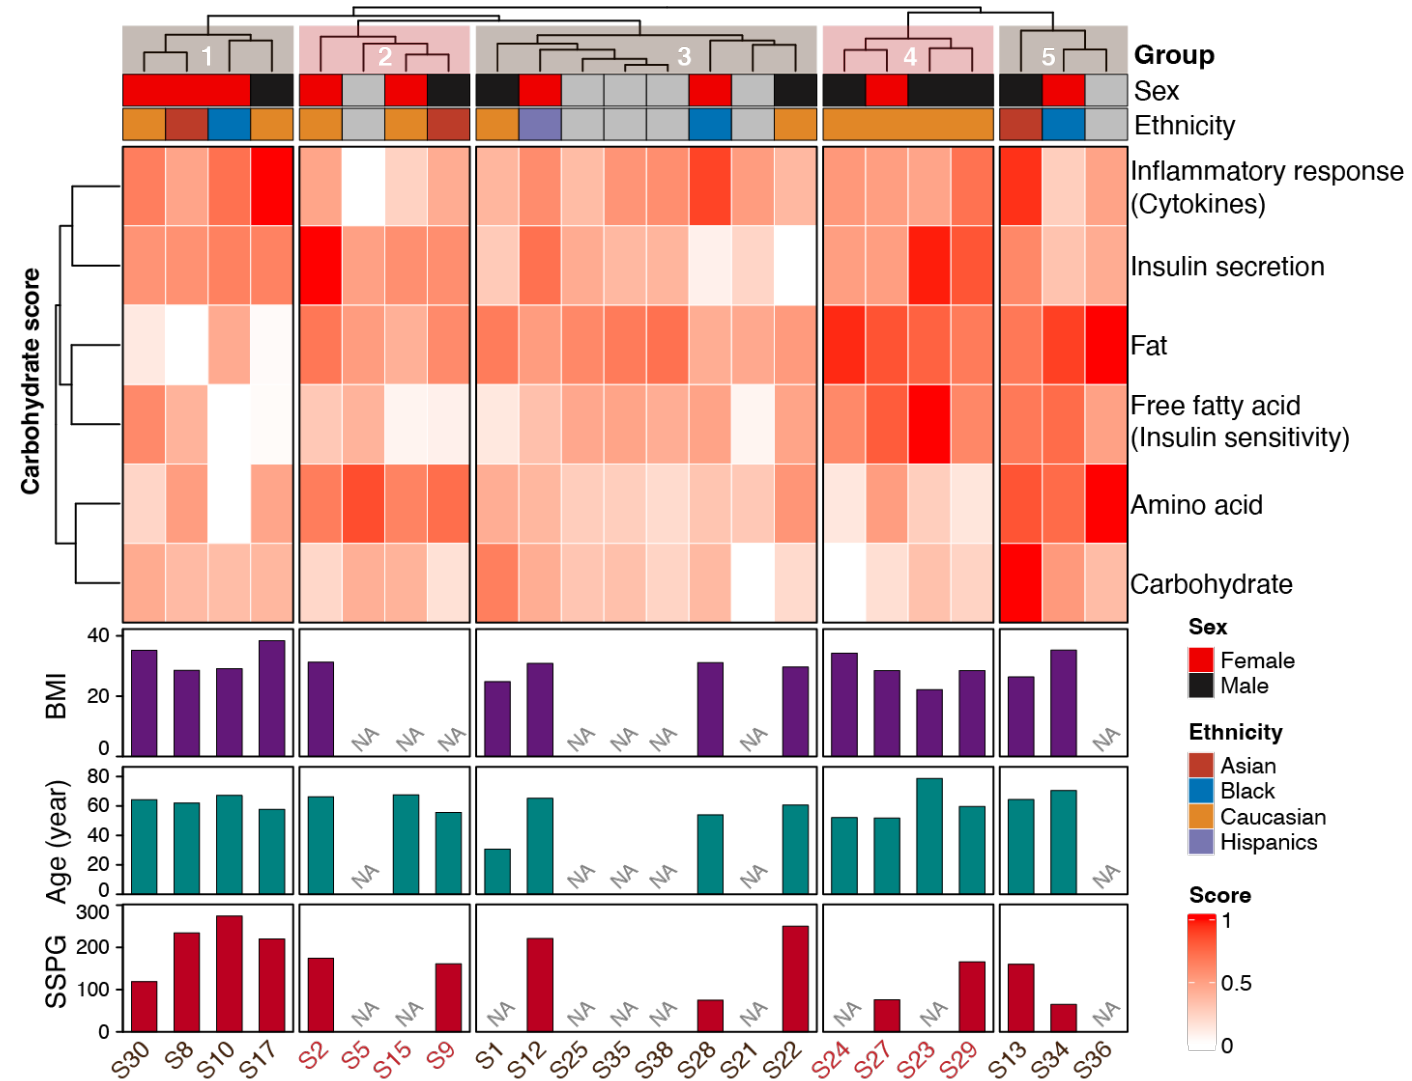 1 2 3 4 5 Group
Sex
Ethnicity
Carbohydrate score
Inflammatory response
(Cytokines)
Insulin secretion
Fat
Free fatty acid
(Insulin sensitivity)
Amino acid
Carbohydrate
BMI
40
20
0
NA NA NA NA NA NA NA NA
Age (year)
80
60
40
20
0
NA NA NA NA NA NA
SSPG
300
200
100
0
NA NA NA NA NA NA NA NA NA NA
S30 S8 S10 S17 S2 S5 S15 S9 S1 S12 S25 S35 S38 S28 S21 S22 S24 S27 S23 S29 S13 S34 S36
Sex
Female
Male
Ethnicity
Asian
Black
Caucasian
Hispanics
Score
1
0.5
0